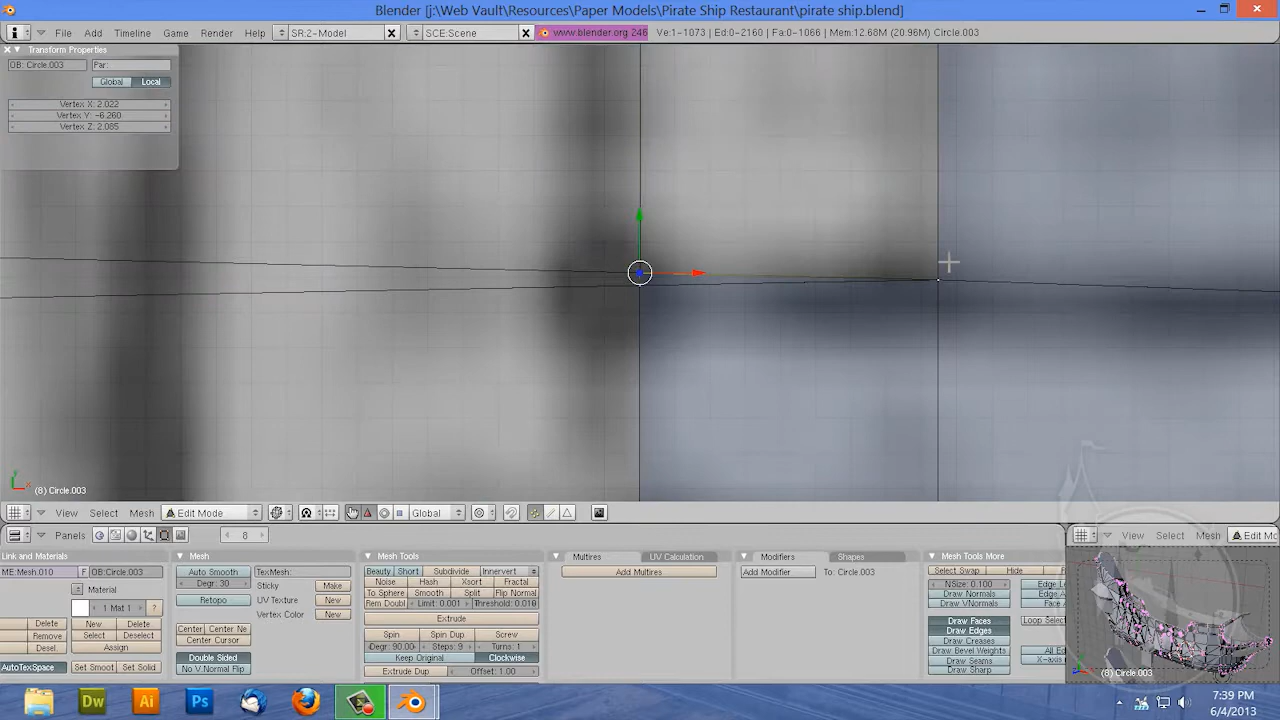 Blender [j:\Web Vault\Resources\Paper Models\Pirate Ship Restaurant\pirate ship.blend]
File Add Timeline Game Render Help SR:2-Model SCE:Scene www.blender.org 246 Ve:1-1073 | Ed:0-2160 | Fa:0-1066 | Mem:12.68M (20.96M) Circle.003
Transform Properties
OB: Circle.003 Par:
Global Local
Vertex X: 2.022
Vertex Y: -6.260
Vertex Z: 2.085
(8) Circle.003
View Select Mesh Edit Mode Global
Panels 8 View Select Mesh Edit Mo
Link and Materials Mesh Mesh Tools Multires UV Calculation Modifiers Shapes Mesh Tools More
ME:Mesh.010 F OB:Circle.003 Auto Smooth TexMesh: Beauty Short Subdivide Innervert Add Multires Add Modifier To: Circle.003 Select Swap Hide
Material Degr: 30 Sticky Make Noise Hash Xsort Fractal NSize: 0.100
1 Mat 1 ? Retopo UV Texture New To Sphere Smooth Split Flip Normal Draw Normals
Vertex Color New Rem Doubl Limit: 0.001 Threshold: 0.010 Draw VNormals
Delete New Delete Extrude Draw Faces Loop Selec
Remove Select Deselect Center Center Ne Spin Spin Dup Screw Draw Edges
Assign Center Cursor Degr: 90.00 Steps: 9 Turns: 1 Draw Creases
Double Sided Keep Original Clockwise Draw Bevel Weights
AutoTexSpace Set Smoot Set Solid No V.Normal Flip Extrude Dup Offset: 1.00 Draw Seams X-axis
Draw Sharp
(8) Circle.003
Dw Ai Ps
7:39 PM
6/4/2013